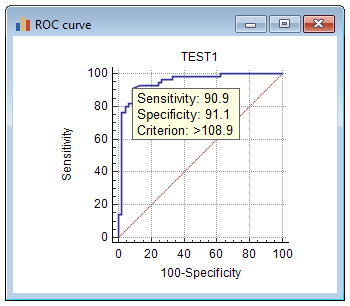 ROC curve
TEST1
100
80
60
40
20
0
Sensitivity
Sensitivity: 90.9
Specificity: 91.1
Criterion: >108.9
0 20 40 60 80 100
100-Specificity